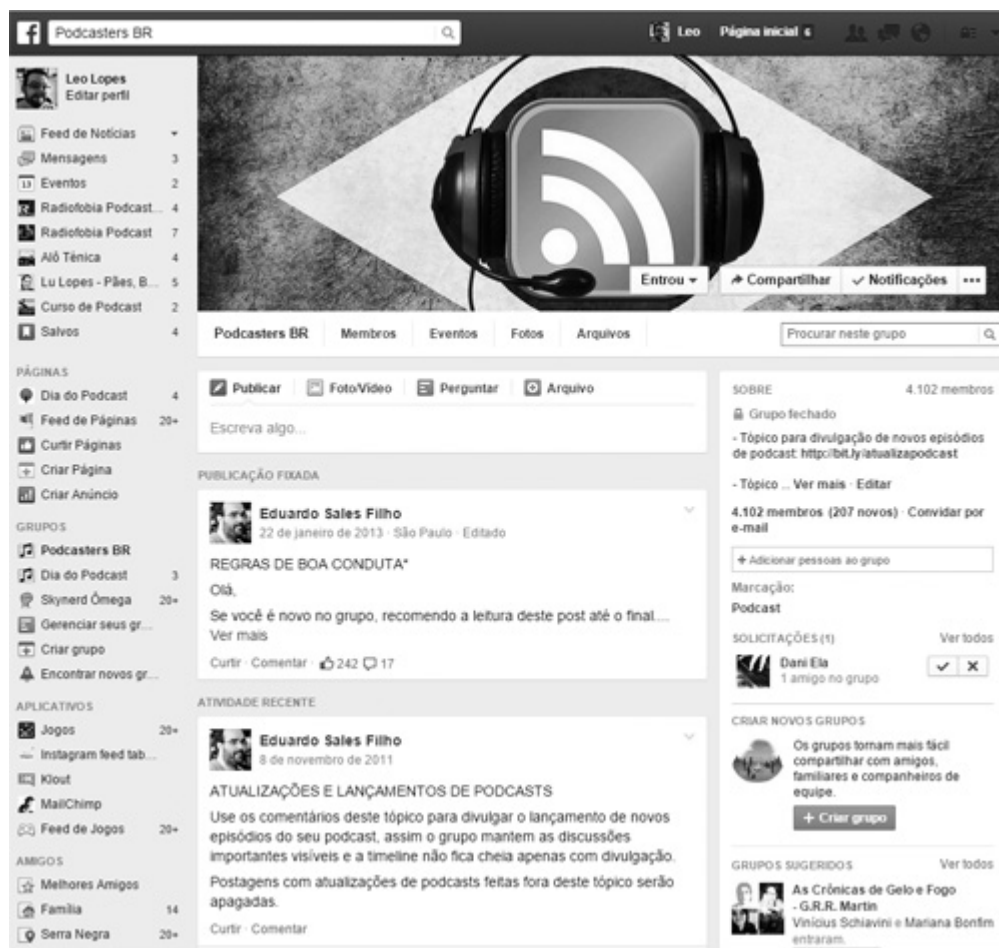 Podcasters BR
Leo
Página inicial 6
Leo Lopes
Editar perfil
Feed de Notícias
Mensagens 3
13 Eventos 2
Radiofobia Podcast... 4
Radiofobia Podcast 7
Alô Ténica 4
Lu Lopes - Pães, B... 5
Curso de Podcast 2
Salvos 4
PÁGINAS
Dia do Podcast 4
Feed de Páginas 20+
Curtir Páginas
Criar Página
Criar Anúncio
GRUPOS
Podcasters BR
Dia do Podcast 3
Skynerd Ômega 20+
Gerenciar seus gr...
Criar grupo
Encontrar novos gr...
APLICATIVOS
Jogos 20+
Instagram feed tab...
Klout
MailChimp
Feed de Jogos 20+
AMIGOS
Melhores Amigos
Família 14
Serra Negra 20+
Entrou
Compartilhar
Notificações
Podcasters BR Membros Eventos Fotos Arquivos
Procurar neste grupo
Publicar Foto/Vídeo Perguntar Arquivo
Escreva algo...
PUBLICAÇÃO FIXADA
Eduardo Sales Filho
22 de janeiro de 2013 · São Paulo · Editado
REGRAS DE BOA CONDUTA*
Olá,
Se você é novo no grupo, recomendo a leitura deste post até o final....
Ver mais
Curtir · Comentar · 242 17
ATIVIDADE RECENTE
Eduardo Sales Filho
8 de novembro de 2011
ATUALIZAÇÕES E LANÇAMENTOS DE PODCASTS
Use os comentários deste tópico para divulgar o lançamento de novos
episódios do seu podcast, assim o grupo mantem as discussões
importantes visíveis e a timeline não fica cheia apenas com divulgação.
Postagens com atualizações de podcasts feitas fora deste tópico serão
apagadas.
Curtir · Comentar
SOBRE 4.102 membros
Grupo fechado
- Tópico para divulgação de novos episódios
de podcast: http://bit.ly/atualizapodcast
- Tópico ... Ver mais · Editar
4.102 membros (207 novos) · Convidar por
e-mail
+ Adicionar pessoas ao grupo
Marcação:
Podcast
SOLICITAÇÕES (1) Ver todos
Dani Ela
1 amigo no grupo
CRIAR NOVOS GRUPOS
Os grupos tornam mais fácil
compartilhar com amigos,
familiares e companheiros de
equipe.
+ Criar grupo
GRUPOS SUGERIDOS Ver todos
As Crônicas de Gelo e Fogo
- G.R.R. Martin
Vinícius Schiavini e Mariana Bonfim
entraram.